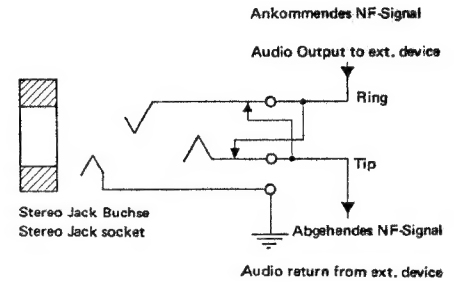 Ankommendes NF-Signal
Audio Output to ext. device
Ring
Tip
Stereo Jack Buchse
Stereo Jack socket
Abgehendes NF-Signal
Audio return from ext. device